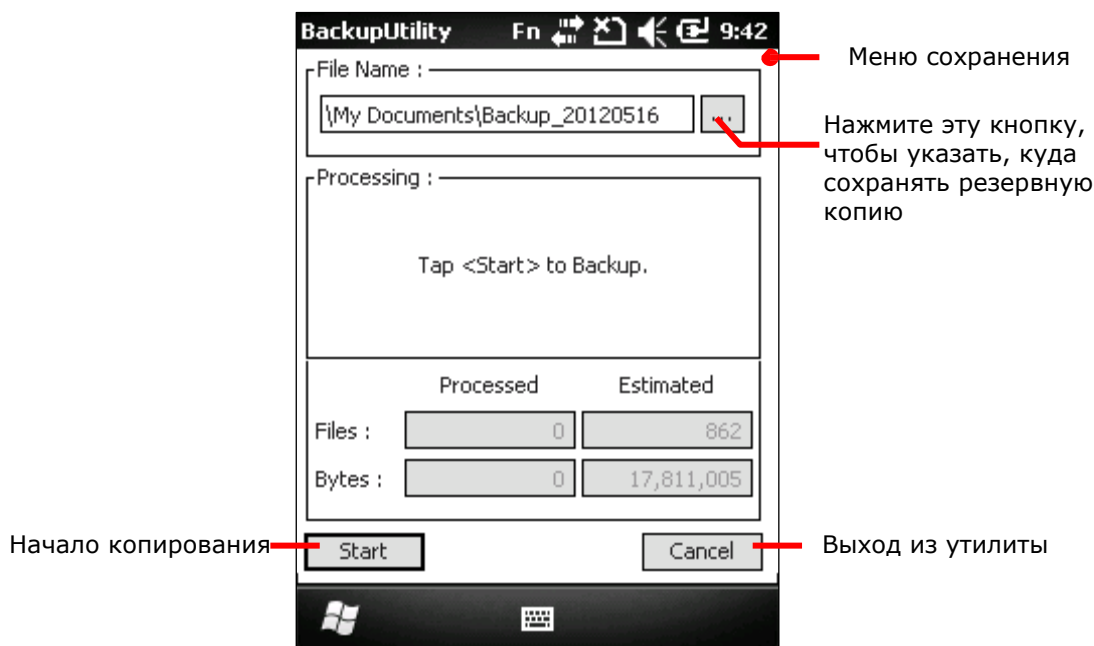 BackupUtility Fn 9:42
Меню сохранения
File Name :
\My Documents\Backup_20120516 ...
Нажмите эту кнопку,
чтобы указать, куда
сохранять резервную
копию
Processing :
Tap <Start> to Backup.
Processed Estimated
Files : 0 862
Bytes : 0 17,811,005
Начало копирования Start Cancel Выход из утилиты